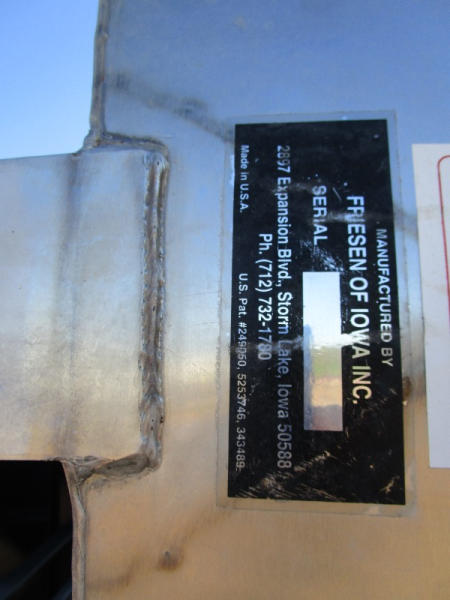 MANUFACTURED BY
FRIESEN OF IOWA INC.
SERIAL
2897 Expansion Blvd., Storm Lake, Iowa 50588
Ph. (712) 732-1780
Made in U.S.A. U.S. Pat. #249050, 5253746, 343489